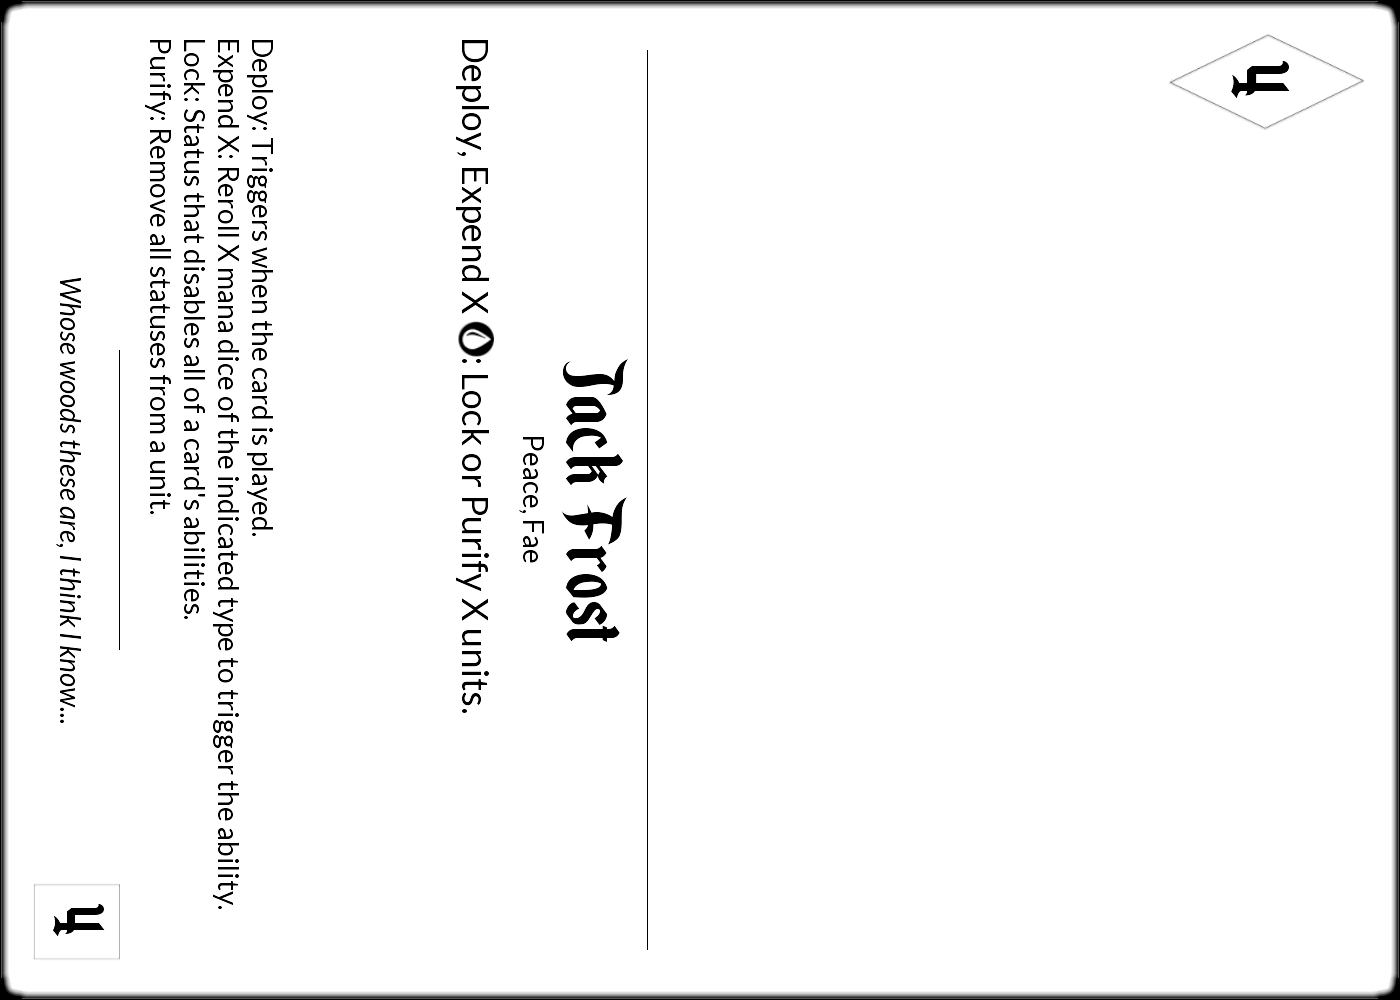 4
Jack Frost
Peace, Fae
Deploy, Expend X : Lock or Purify X units.
Deploy: Triggers when the card is played.
Expend X: Reroll X mana dice of the indicated type to trigger the ability.
Lock: Status that disables all of a card's abilities.
Purify: Remove all statuses from a unit.
Whose woods these are, I think I know...
4